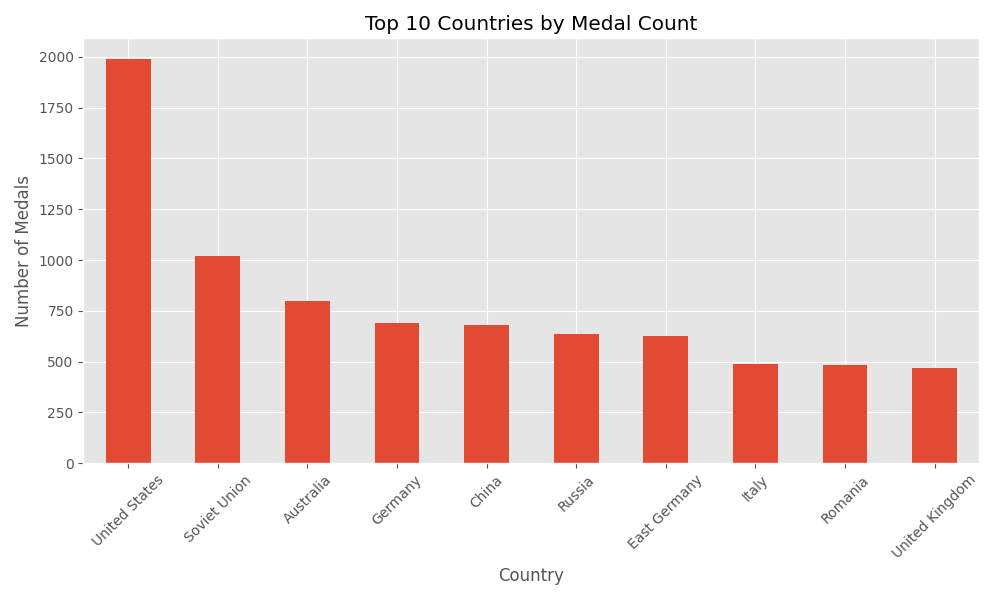 Top 10 Countries by Medal Count
Number of Medals
2000
1750
1500
1250
1000
750
500
250
0
United States
Soviet Union
Australia
Germany
China
Russia
East Germany
Italy
Romania
United Kingdom
Country